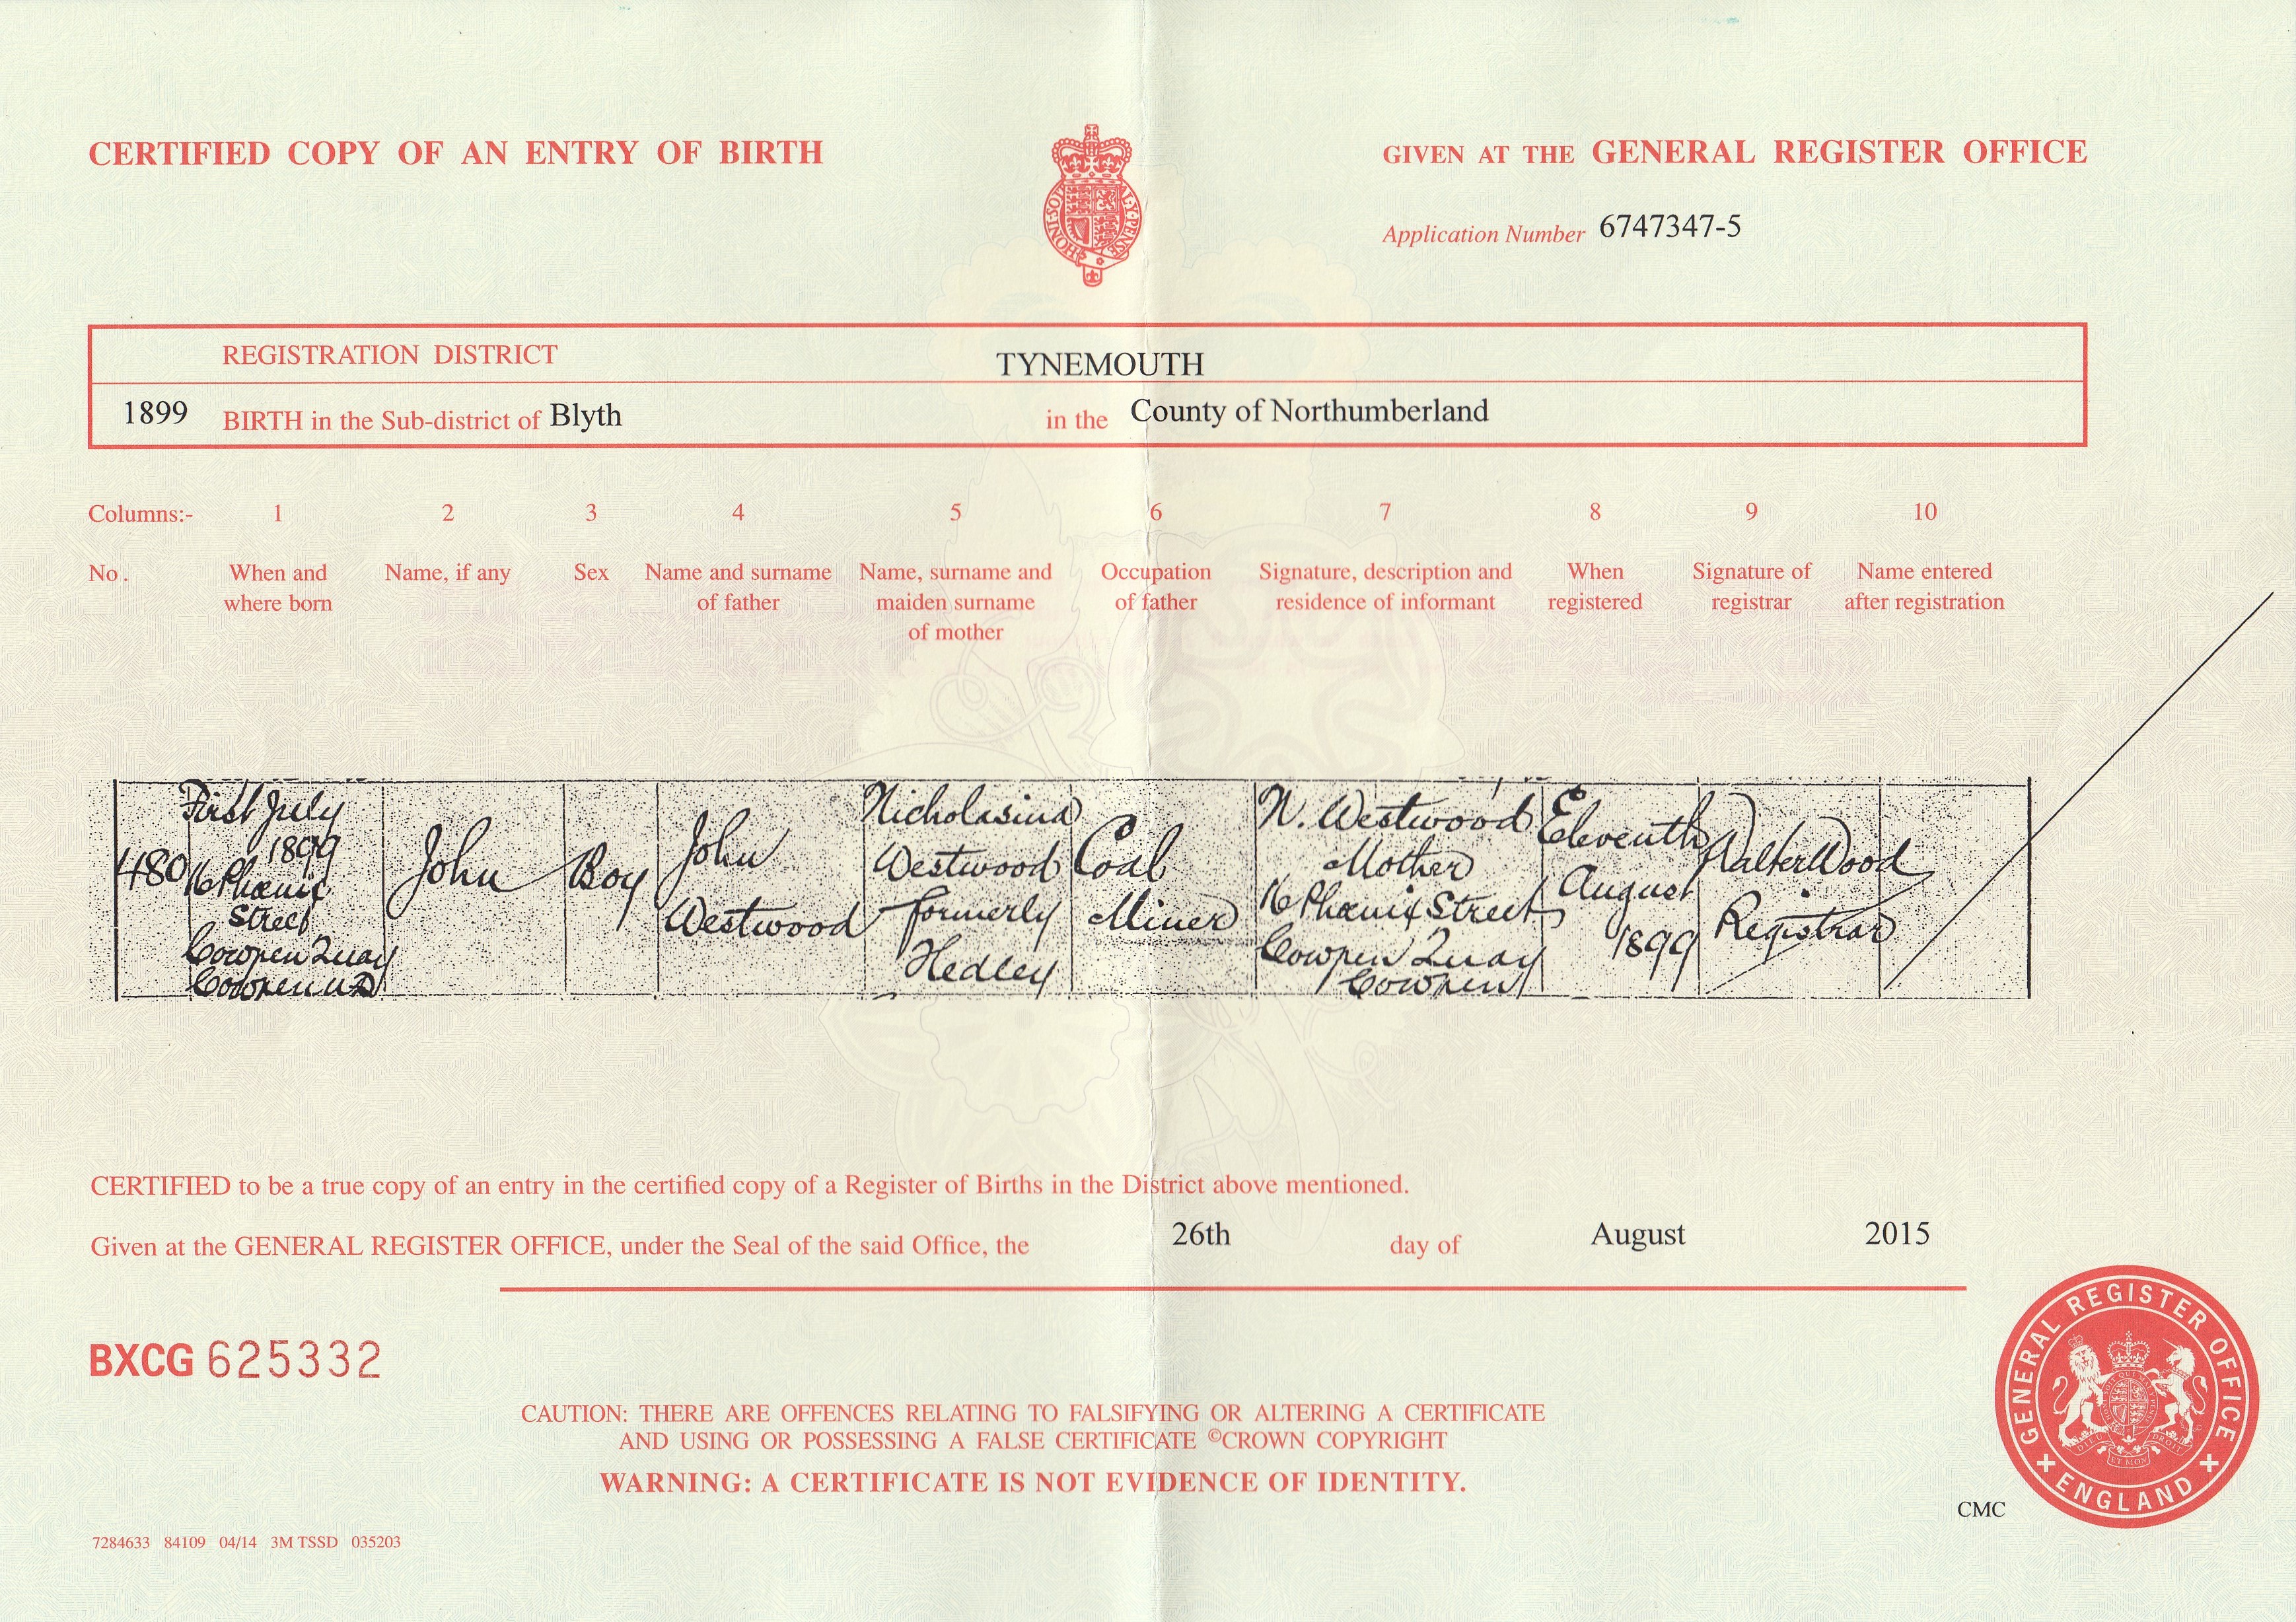 CERTIFIED COPY OF AN ENTRY OF BIRTH
GIVEN AT THE GENERAL REGISTER OFFICE
HONI·SOIT
AL·Y·PENSE
Application Number 6747347-5
REGISTRATION DISTRICT TYNEMOUTH
1899 BIRTH in the Sub-district of Blyth in the County of Northumberland
Columns:- 1 2 3 4 5 6 7 8 9 10
No. When and where born
Name, if any
Sex
Name and surname of father
Name, surname and maiden surname of mother
Occupation of father
Signature, description and residence of informant
When registered
Signature of registrar
Name entered after registration
480
First July
1899
16 Phœnix
Street
Cowpen Quay
Cowpen U.D
John
Boy
John
Westwood
Nicholasina
Westwood
formerly
Hedley
Coal
Miner
N. Westwood
Mother
16 Phœnix Street
Cowpen Quay
Cowpen
Eleventh
August
1899
Walter Wood
Registrar
CERTIFIED to be a true copy of an entry in the certified copy of a Register of Births in the District above mentioned.
Given at the GENERAL REGISTER OFFICE, under the Seal of the said Office, the 26th day of August 2015
BXCG 625332
CAUTION: THERE ARE OFFENCES RELATING TO FALSIFYING OR ALTERING A CERTIFICATE
AND USING OR POSSESSING A FALSE CERTIFICATE ©CROWN COPYRIGHT
WARNING: A CERTIFICATE IS NOT EVIDENCE OF IDENTITY.
GENERAL REGISTER OFFICE
ENGLAND
CMC
7284633 84109 04/14 3M TSSD 035203